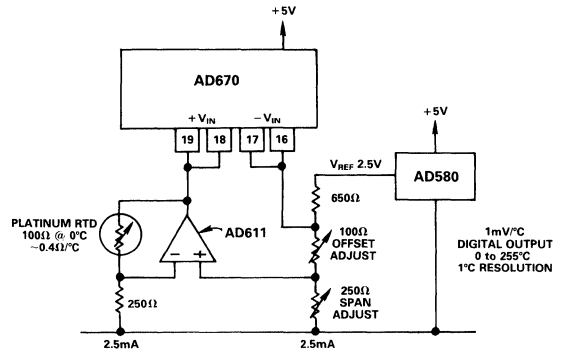 +5V
AD670
+ VIN
– VIN
19
18
17
16
+5V
VREF 2.5V
AD580
650Ω
PLATINUM RTD
100Ω @ 0°C
~0.4Ω/°C
AD611
100Ω
OFFSET
ADJUST
1mV/°C
DIGITAL OUTPUT
0 to 255°C
1°C RESOLUTION
–
+
250Ω
250Ω
SPAN
ADJUST
2.5mA
2.5mA